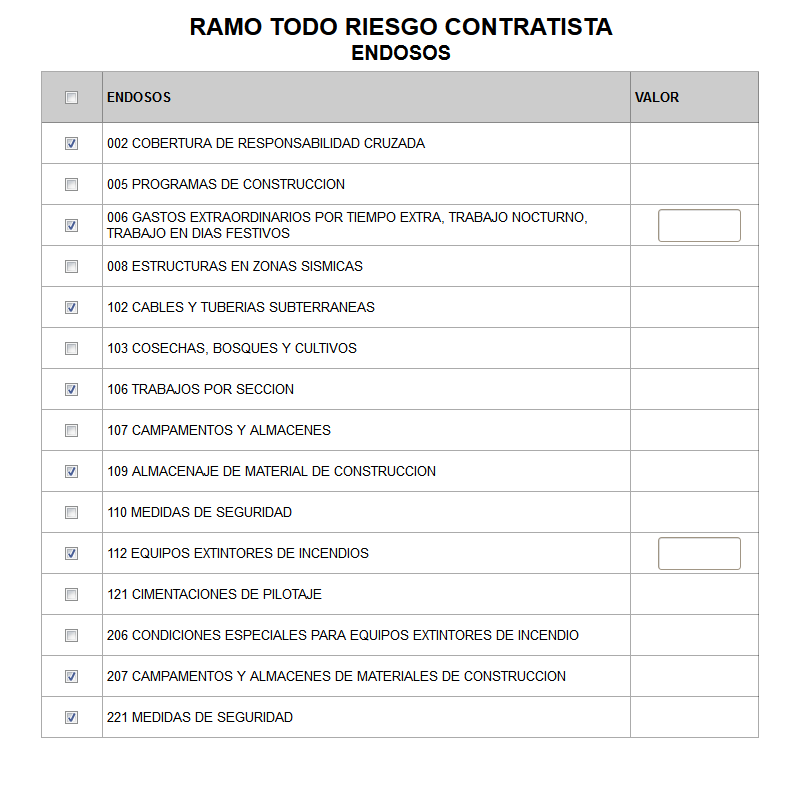 RAMO TODO RIESGO CONTRATISTA
ENDOSOS
ENDOSOS VALOR
002 COBERTURA DE RESPONSABILIDAD CRUZADA
005 PROGRAMAS DE CONSTRUCCION
006 GASTOS EXTRAORDINARIOS POR TIEMPO EXTRA, TRABAJO NOCTURNO,
TRABAJO EN DIAS FESTIVOS
008 ESTRUCTURAS EN ZONAS SISMICAS
102 CABLES Y TUBERIAS SUBTERRANEAS
103 COSECHAS, BOSQUES Y CULTIVOS
106 TRABAJOS POR SECCION
107 CAMPAMENTOS Y ALMACENES
109 ALMACENAJE DE MATERIAL DE CONSTRUCCION
110 MEDIDAS DE SEGURIDAD
112 EQUIPOS EXTINTORES DE INCENDIOS
121 CIMENTACIONES DE PILOTAJE
206 CONDICIONES ESPECIALES PARA EQUIPOS EXTINTORES DE INCENDIO
207 CAMPAMENTOS Y ALMACENES DE MATERIALES DE CONSTRUCCION
221 MEDIDAS DE SEGURIDAD